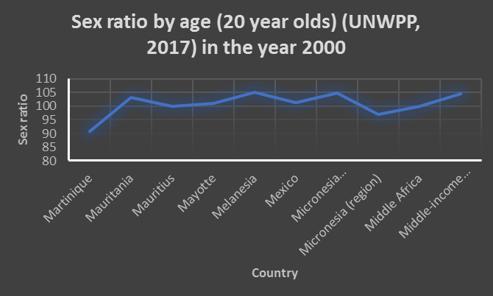 Sex ratio by age (20 year olds) (UNWPP,
2017) in the year 2000
110
105
100
95
90
85
80
Sex ratio
Martinique
Mauritania
Mauritius
Mayotte
Melanesia
Mexico
Micronesia...
Micronesia (region)
Middle Africa
Middle-income...
Country